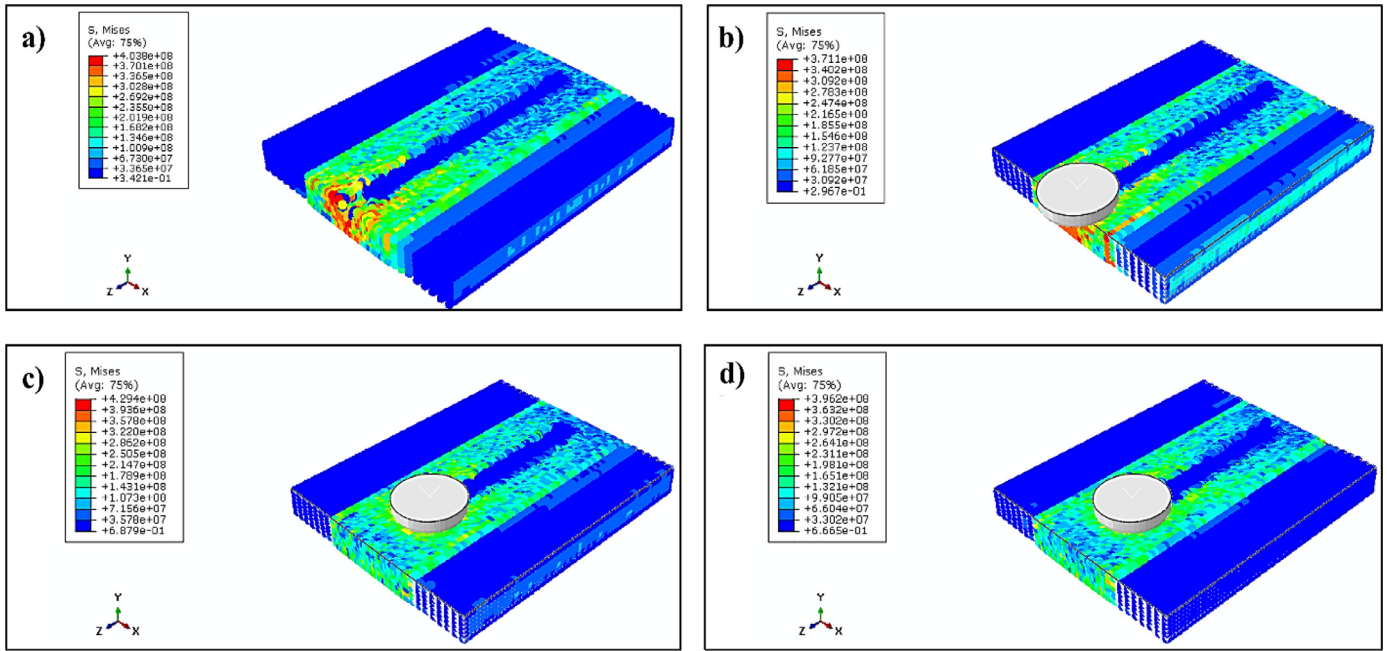 a)
S, Mises
(Avg: 75%)
+4.038e+08
+3.701e+08
+3.365e+08
+3.028e+08
+2.692e+08
+2.355e+08
+2.019e+08
+1.682e+08
+1.346e+08
+1.009e+08
+6.730e+07
+3.365e+07
+3.421e-01
Y
Z X
b)
S, Mises
(Avg: 75%)
+3.711e+08
+3.402e+08
+3.092e+08
+2.783e+08
+2.474e+08
+2.165e+08
+1.855e+08
+1.546e+08
+1.237e+08
+9.277e+07
+6.185e+07
+3.092e+07
+2.967e-01
Y
Z X
c)
S, Mises
(Avg: 75%)
+4.294e+08
+3.936e+08
+3.578e+08
+3.220e+08
+2.862e+08
+2.505e+08
+2.147e+08
+1.789e+08
+1.431e+08
+1.073e+08
+7.156e+07
+3.578e+07
+6.879e-01
Y
Z X
d)
S, Mises
(Avg: 75%)
+3.962e+08
+3.632e+08
+3.302e+08
+2.972e+08
+2.641e+08
+2.311e+08
+1.981e+08
+1.651e+08
+1.321e+08
+9.905e+07
+6.604e+07
+3.302e+07
+6.665e-01
Y
Z X